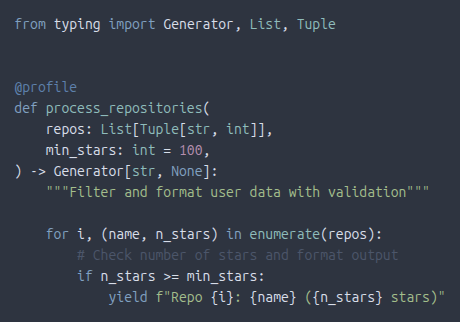 from typing import Generator, List, Tuple
@profile
def process_repositories(
    repos: List[Tuple[str, int]],
    min_stars: int = 100,
) -> Generator[str, None]:
    """Filter and format user data with validation"""
    for i, (name, n_stars) in enumerate(repos):
        # Check number of stars and format output
        if n_stars >= min_stars:
            yield f"Repo {i}: {name} ({n_stars} stars)"